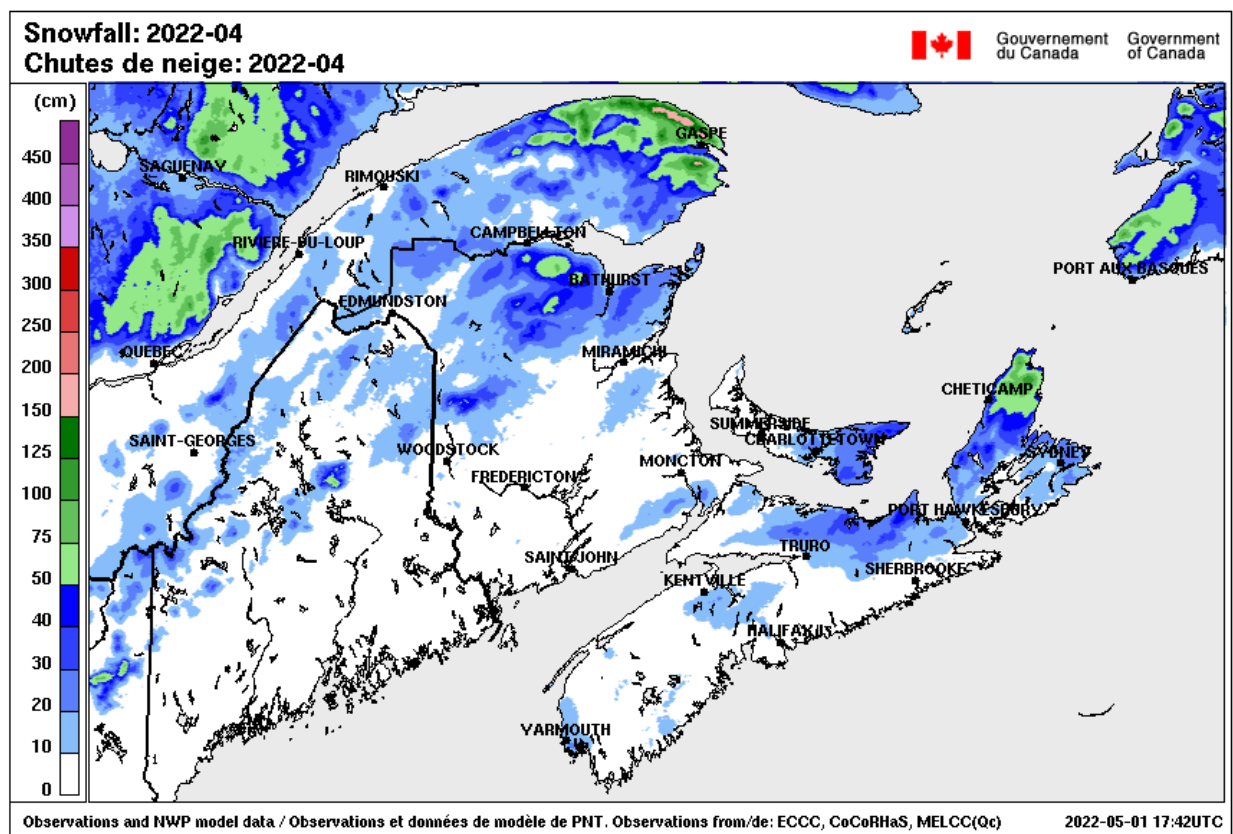 Snowfall: 2022-04
Chutes de neige: 2022-04
Gouvernement du Canada
Government of Canada
(cm)
450
400
350
300
250
200
150
125
100
75
50
40
30
20
10
0
GASPE
SAGUENAY
RIMOUSKI
RIVIERE-DU-LOUP
CAMPBELLTON
PORT AUX BASQUES
BATHURST
EDMUNDSTON
QUEBEC
MIRAMICHI
CHETICAMP
SUMMERSIDE
CHARLOTTETOWN
SAINT-GEORGES
WOODSTOCK
SYDNEY
MONCTON
FREDERICTON
PORT HAWKESBURY
TRURO
SAINT JOHN
SHERBROOKE
KENTVILLE
HALIFAX
YARMOUTH
Observations and NWP model data / Observations et données de modèle de PNT. Observations from/de: ECCC, CoCoRHaS, MELCC(Qc)
2022-05-01 17:42UTC